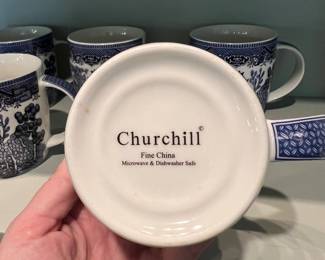 Churchill©
Fine China
Microwave & Dishwasher Safe